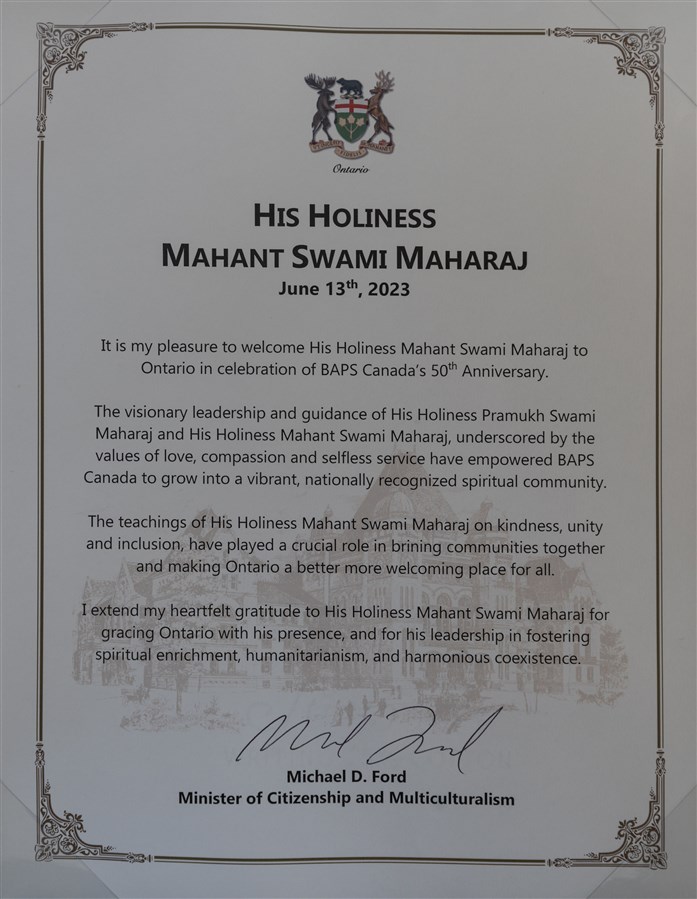 Ontario
HIS HOLINESS
MAHANT SWAMI MAHARAJ
June 13th, 2023
It is my pleasure to welcome His Holiness Mahant Swami Maharaj to
Ontario in celebration of BAPS Canada's 50th Anniversary.
The visionary leadership and guidance of His Holiness Pramukh Swami
Maharaj and His Holiness Mahant Swami Maharaj, underscored by the
values of love, compassion and selfless service have empowered BAPS
Canada to grow into a vibrant, nationally recognized spiritual community.
The teachings of His Holiness Mahant Swami Maharaj on kindness, unity
and inclusion, have played a crucial role in brining communities together
and making Ontario a better more welcoming place for all.
I extend my heartfelt gratitude to His Holiness Mahant Swami Maharaj for
gracing Ontario with his presence, and for his leadership in fostering
spiritual enrichment, humanitarianism, and harmonious coexistence.
Michael D. Ford
Minister of Citizenship and Multiculturalism